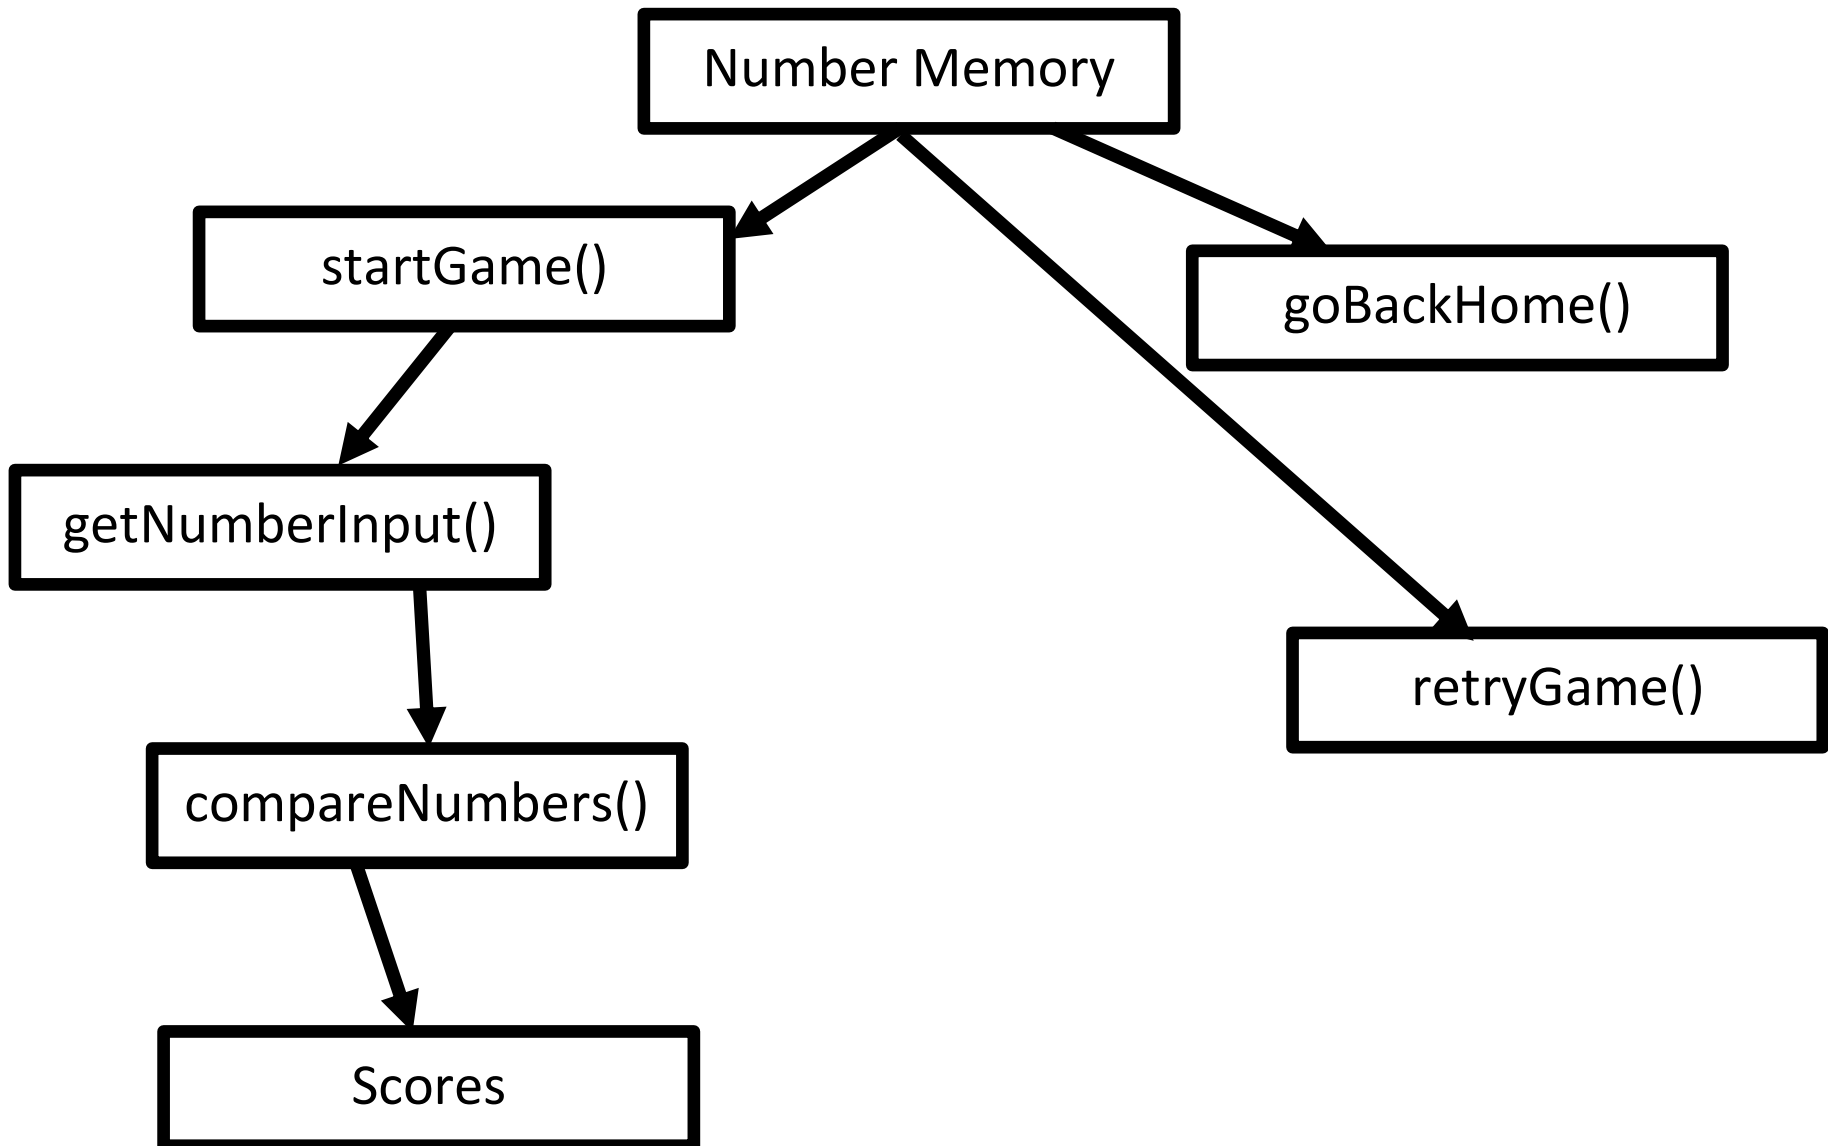 Number Memory
startGame()
goBackHome()
getNumberInput()
retryGame()
compareNumbers()
Scores